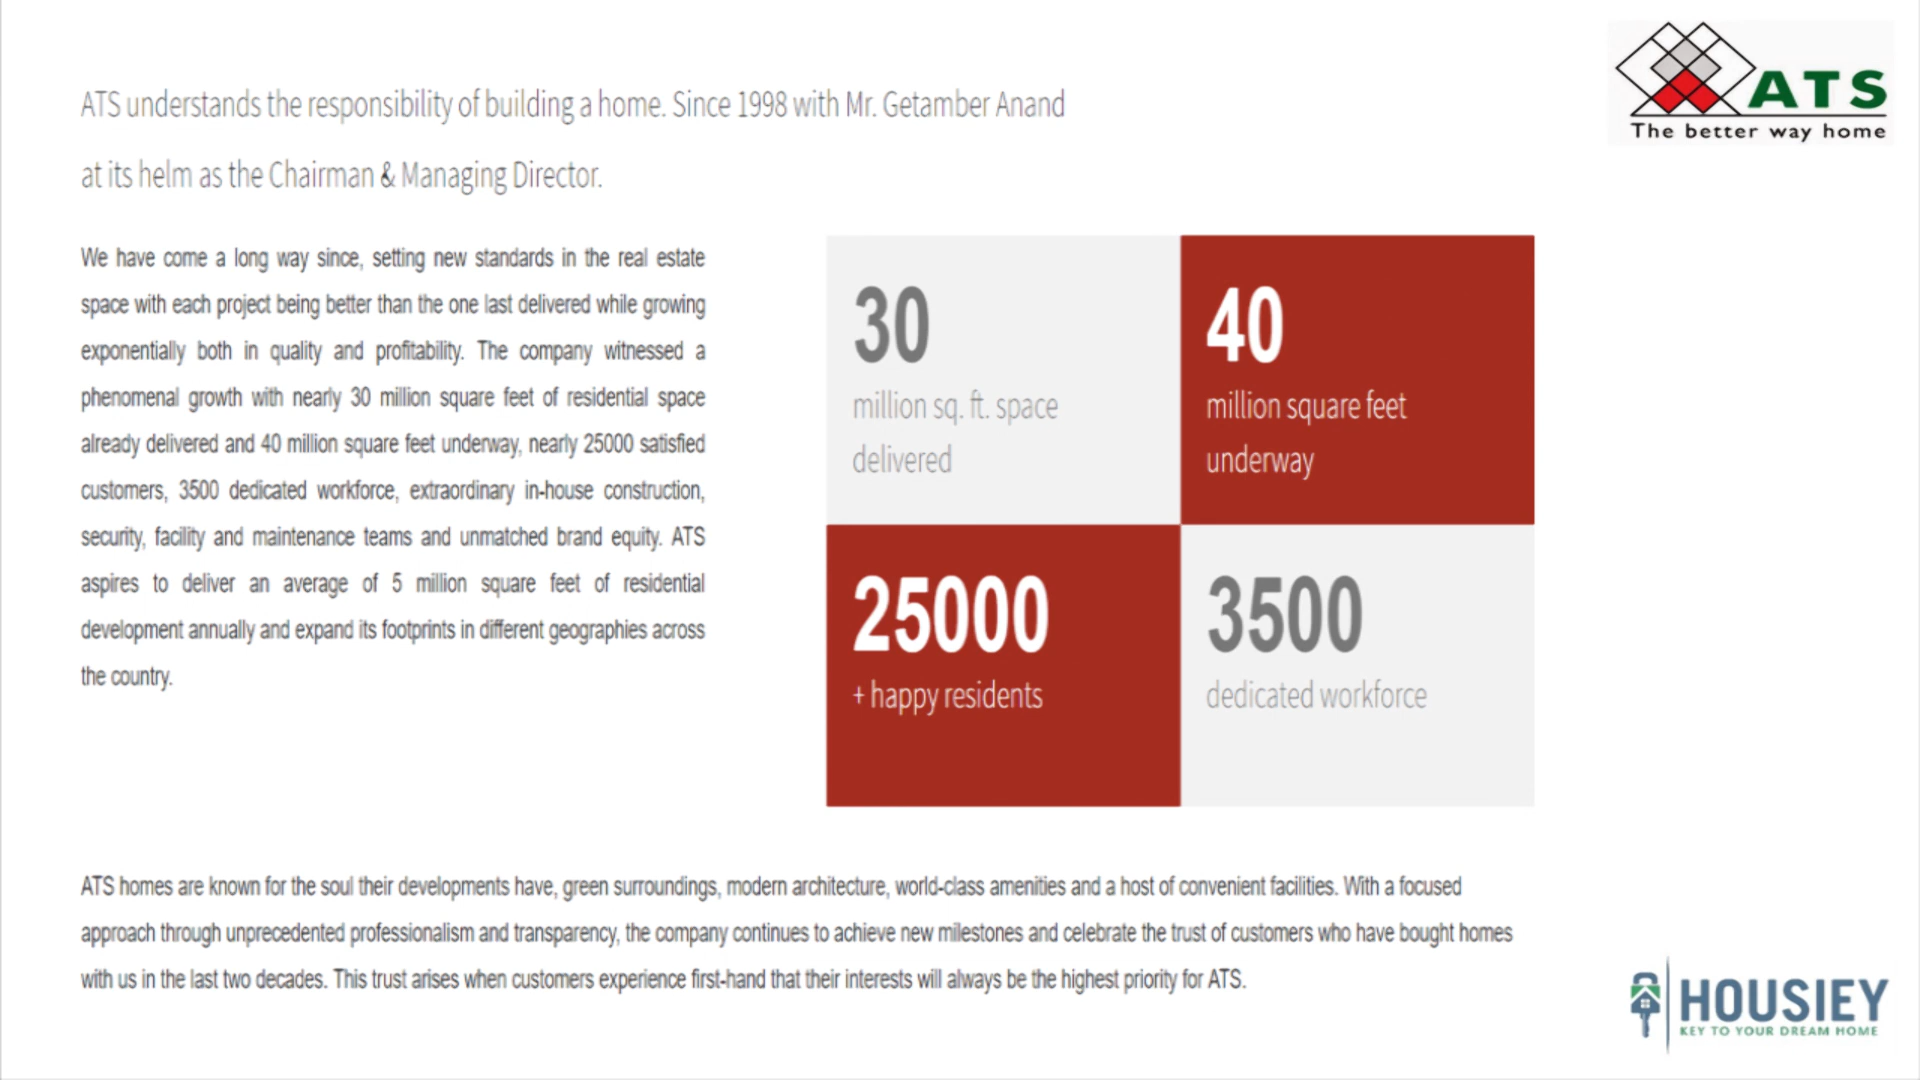 ATS
The better way home
ATS understands the responsibility of building a home. Since 1998 with Mr. Getamber Anand
at its helm as the Chairman & Managing Director.
We have come a long way since, setting new standards in the real estate
space with each project being better than the one last delivered while growing
exponentially both in quality and profitability. The company witnessed a
phenomenal growth with nearly 30 million square feet of residential space
already delivered and 40 million square feet underway, nearly 25000 satisfied
customers, 3500 dedicated workforce, extraordinary in-house construction,
security, facility and maintenance teams and unmatched brand equity. ATS
aspires to deliver an average of 5 million square feet of residential
development annually and expand its footprints in different geographies across
the country.
30
million sq. ft. space
delivered
40
million square feet
underway
25000
+ happy residents
3500
dedicated workforce
ATS homes are known for the soul their developments have, green surroundings, modern architecture, world-class amenities and a host of convenient facilities. With a focused
approach through unprecedented professionalism and transparency, the company continues to achieve new milestones and celebrate the trust of customers who have bought homes
with us in the last two decades. This trust arises when customers experience first-hand that their interests will always be the highest priority for ATS.
HOUSIEY
KEY TO YOUR DREAM HOME